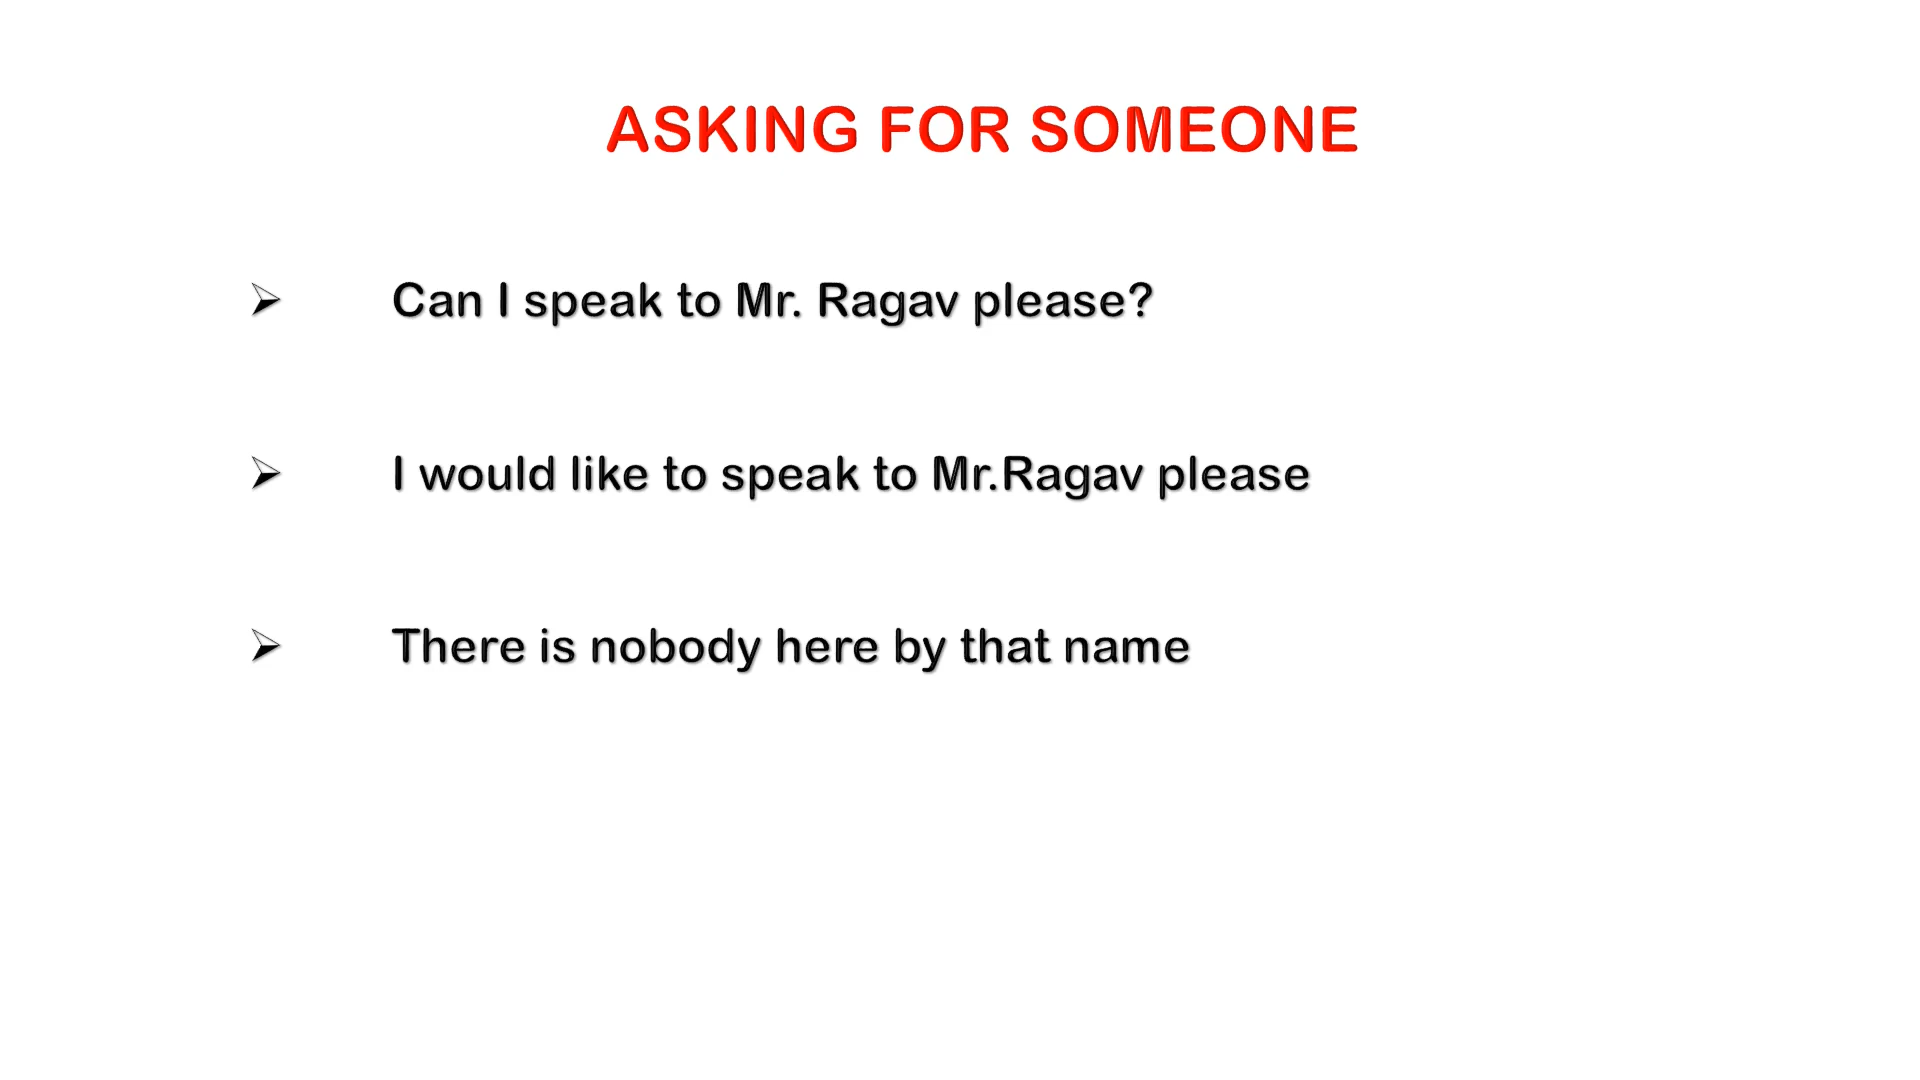 ASKING FOR SOMEONE
Can I speak to Mr. Ragav please?
I would like to speak to Mr.Ragav please
There is nobody here by that name